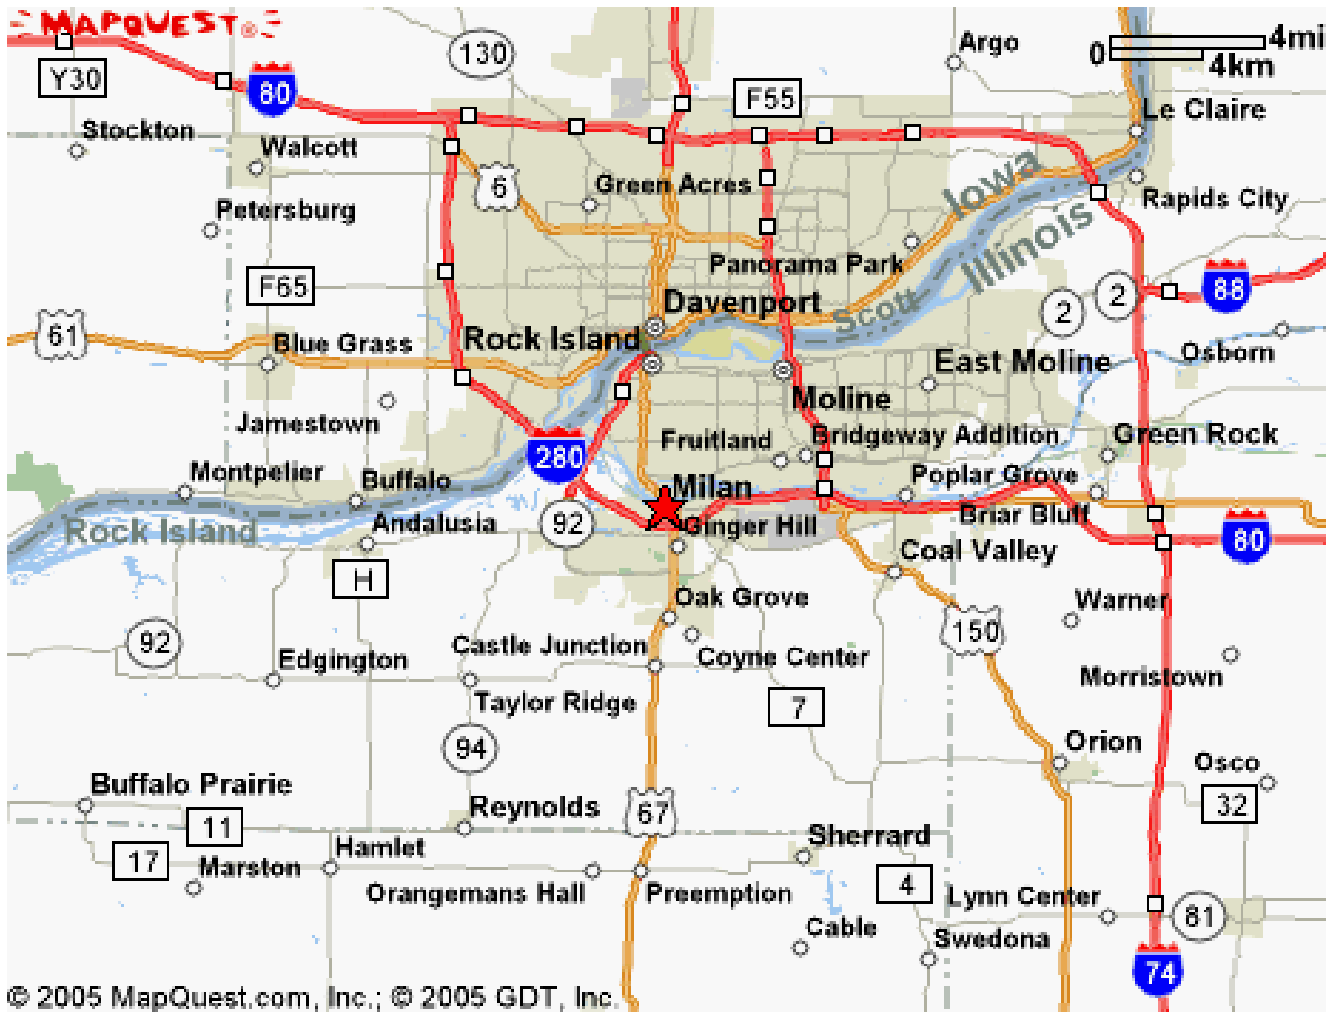 MAPQUEST®
0 4mi
4km
Argo
130
Y30
80
F55
Le Claire
Stockton
Walcott
6
Green Acres
Iowa
Rapids City
Petersburg
Illinois
Panorama Park
F65
88
2
2
Davenport
Scott
61
Blue Grass
Rock Island
Osborn
East Moline
Jamestown
Moline
Fruitland
Bridgeway Addition
Green Rock
280
Montpelier
Buffalo
Milan
Poplar Grove
Rock Island
Andalusia
92
Ginger Hill
Briar Bluff
80
Coal Valley
H
Oak Grove
Warner
92
150
Castle Junction
Edgington
Coyne Center
Morristown
Taylor Ridge
7
94
Orion
Osco
Buffalo Prairie
Reynolds
67
32
11
Sherrard
17
Hamlet
Marston
4
Orangemans Hall
Preemption
Lynn Center
81
Cable
Swedona
74
© 2005 MapQuest.com, Inc.; © 2005 GDT, Inc.